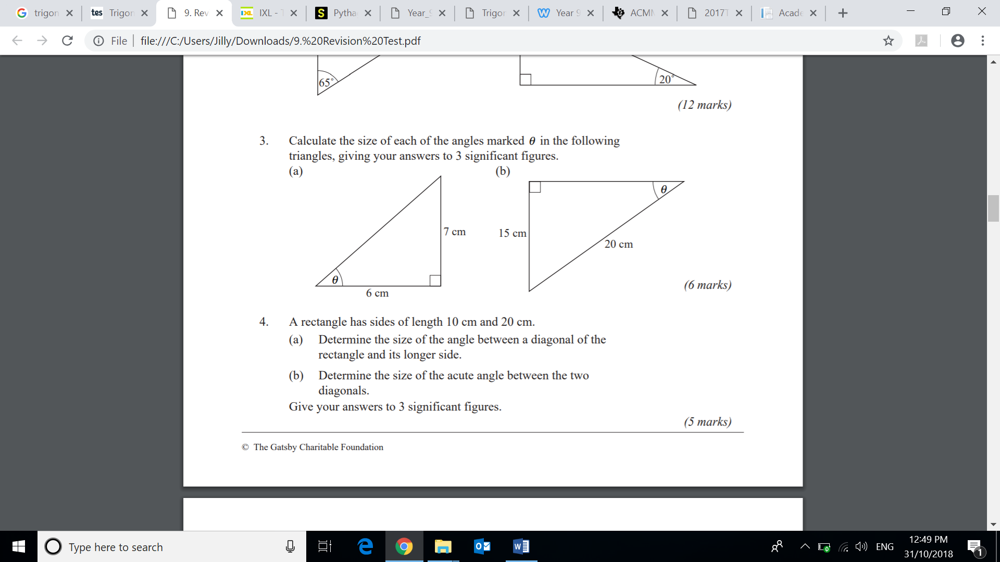 trigon
tes Trigon
9. Rev
IXL - T
Pytha
Year_9
Trigor
Year 9
ACMN
2017T
Acade
File file:///C:/Users/Jilly/Downloads/9.%20Revision%20Test.pdf
65°
20°
(12 marks)
3. Calculate the size of each of the angles marked θ in the following
triangles, giving your answers to 3 significant figures.
(a) (b)
θ
7 cm 15 cm
20 cm
θ
6 cm
(6 marks)
4. A rectangle has sides of length 10 cm and 20 cm.
(a) Determine the size of the angle between a diagonal of the
rectangle and its longer side.
(b) Determine the size of the acute angle between the two
diagonals.
Give your answers to 3 significant figures.
(5 marks)
© The Gatsby Charitable Foundation
Type here to search
ENG
12:49 PM
31/10/2018
1